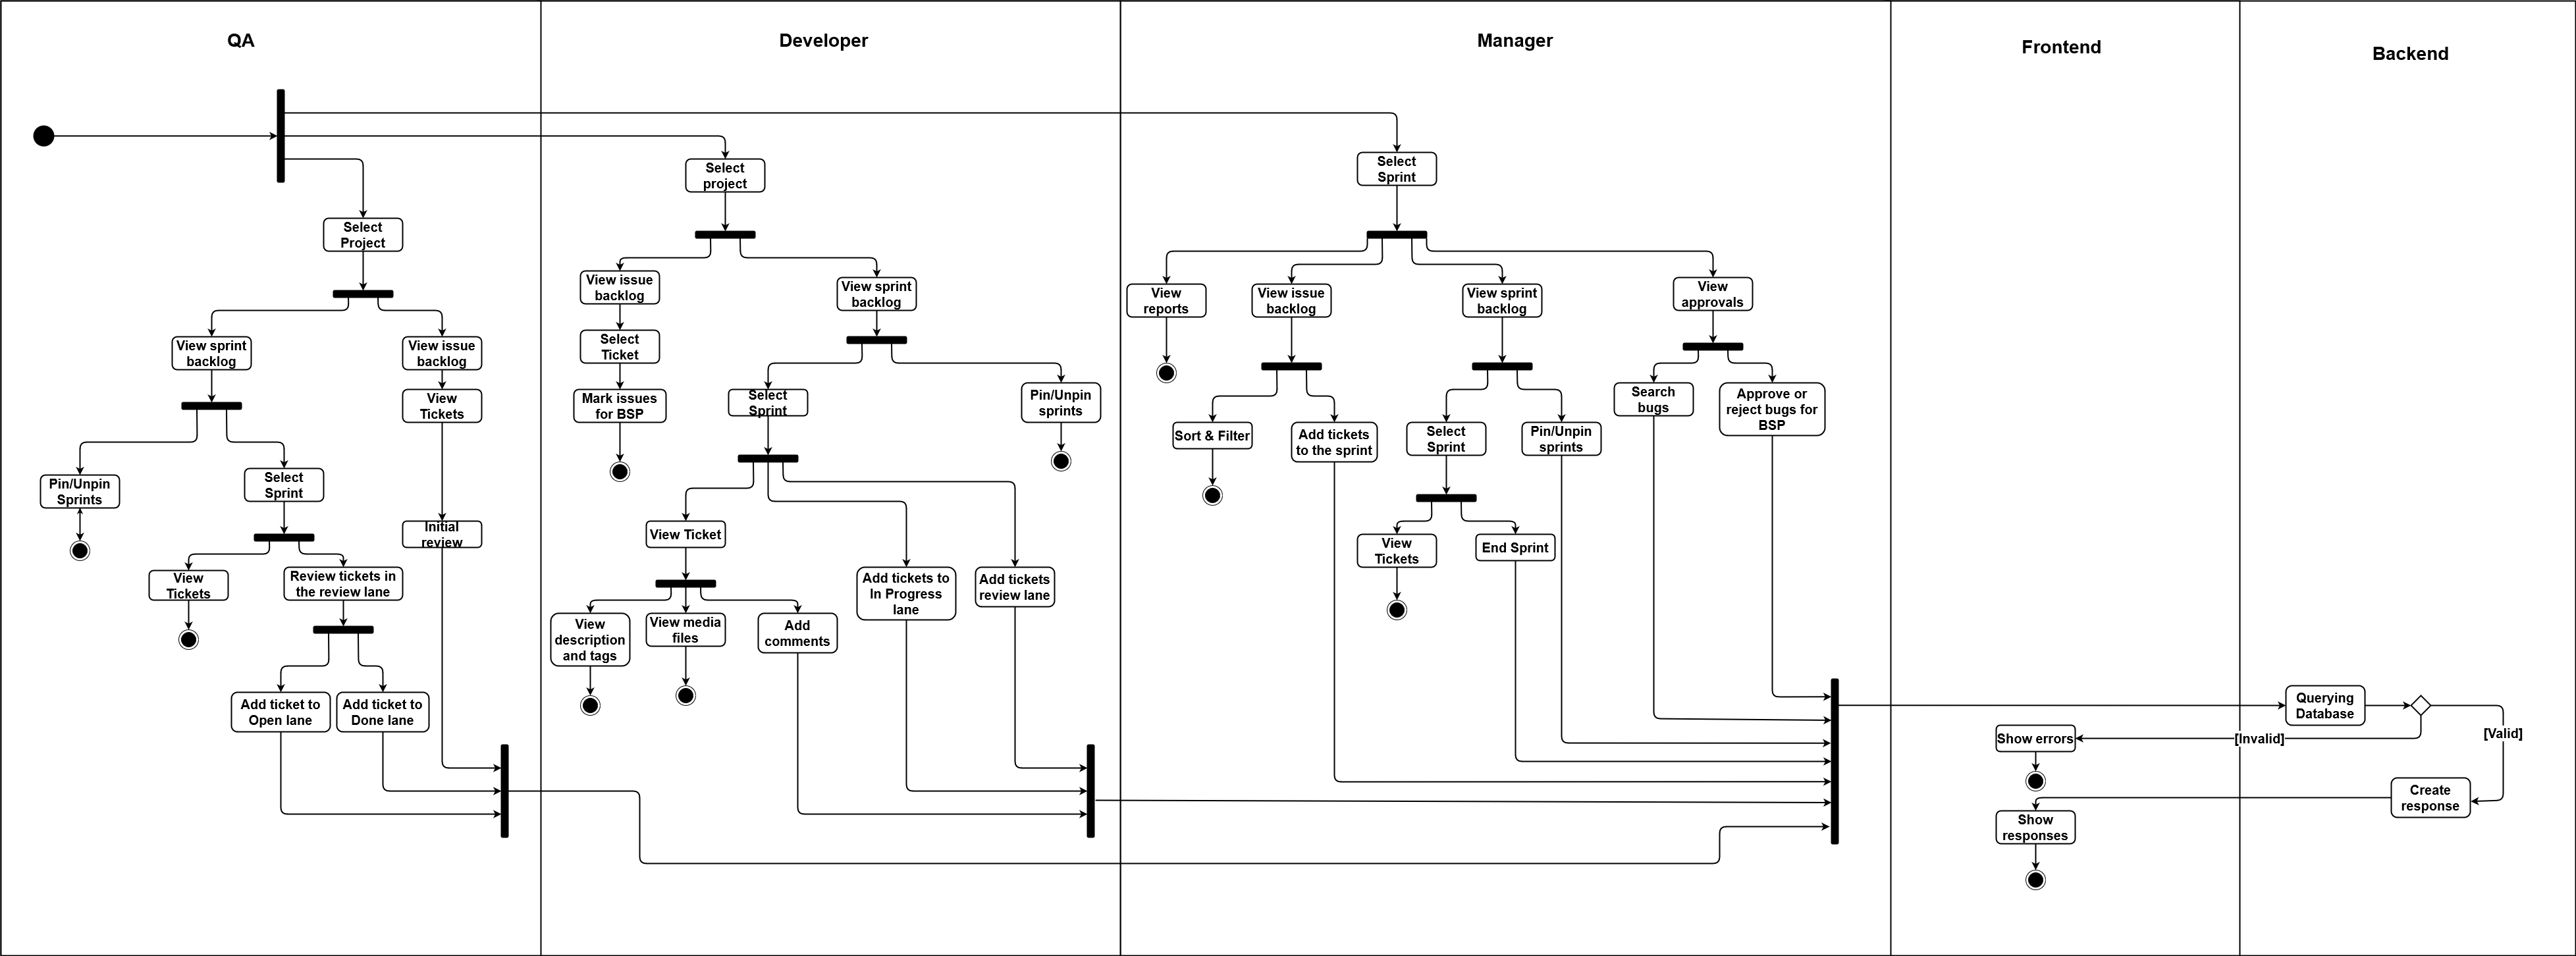 QA
Developer
Manager
Frontend
Backend
Select
Project
View sprint
backlog
View issue
backlog
View
Tickets
Pin/Unpin
Sprints
Select
Sprint
Initial
review
View
Tickets
Review tickets in
the review lane
Add ticket to
Open lane
Add ticket to
Done lane
Select
project
View issue
backlog
View sprint
backlog
Select
Ticket
Mark issues
for BSP
Select
Sprint
Pin/Unpin
sprints
View Ticket
Add tickets to
In Progress
lane
Add tickets
review lane
View
description
and tags
View media
files
Add
comments
Select
Sprint
View
reports
View issue
backlog
View sprint
backlog
View
approvals
Sort & Filter
Add tickets
to the sprint
Select
Sprint
Pin/Unpin
sprints
Search
bugs
Approve or
reject bugs for
BSP
View
Tickets
End Sprint
Show errors
Show
responses
Querying
Database
[Invalid]
[Valid]
Create
response